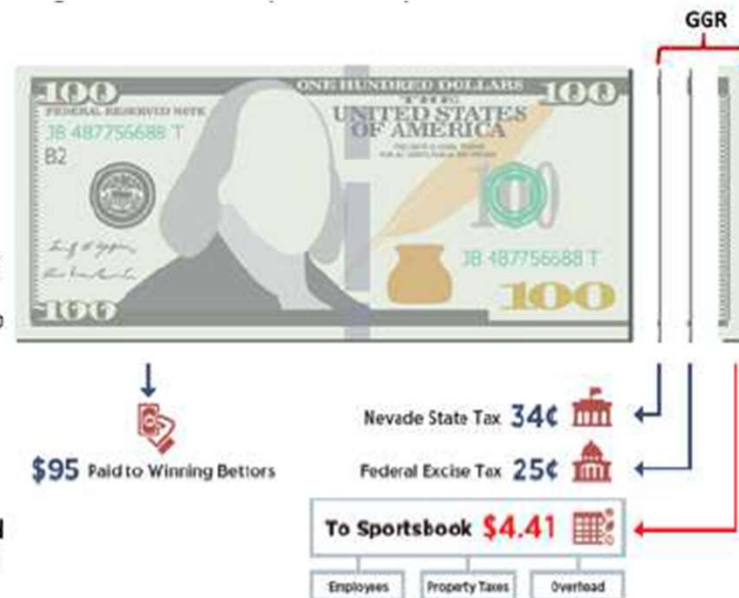 GGR
100 ONE HUNDRED DOLLARS 100
FEDERAL RESERVED NOTE
THE
UNITED STATES
OF AMERICA
JB 487756688 T
B2
100
JB 487756688 T
100
100
Nevade State Tax 34¢
$95 Paid to Winning Bettors
Federal Excise Tax 25¢
To Sportsbook $4.41
Employees Property Taxes Overhead